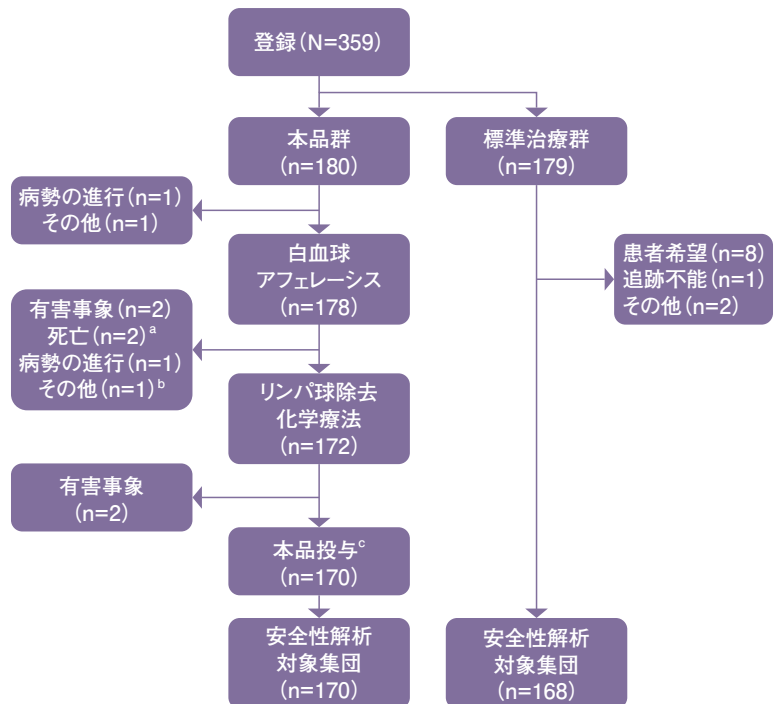 登録（N=359）
本品群
（n=180）
標準治療群
（n=179）
病勢の進行（n=1）
その他（n=1）
白血球
アフェレーシス
（n=178）
患者希望（n=8）
追跡不能（n=1）
その他（n=2）
有害事象（n=2）
死亡（n=2）a
病勢の進行（n=1）
その他（n=1）b
リンパ球除去
化学療法
（n=172）
有害事象
（n=2）
本品投与c
（n=170）
安全性解析
対象集団
（n=170）
安全性解析
対象集団
（n=168）